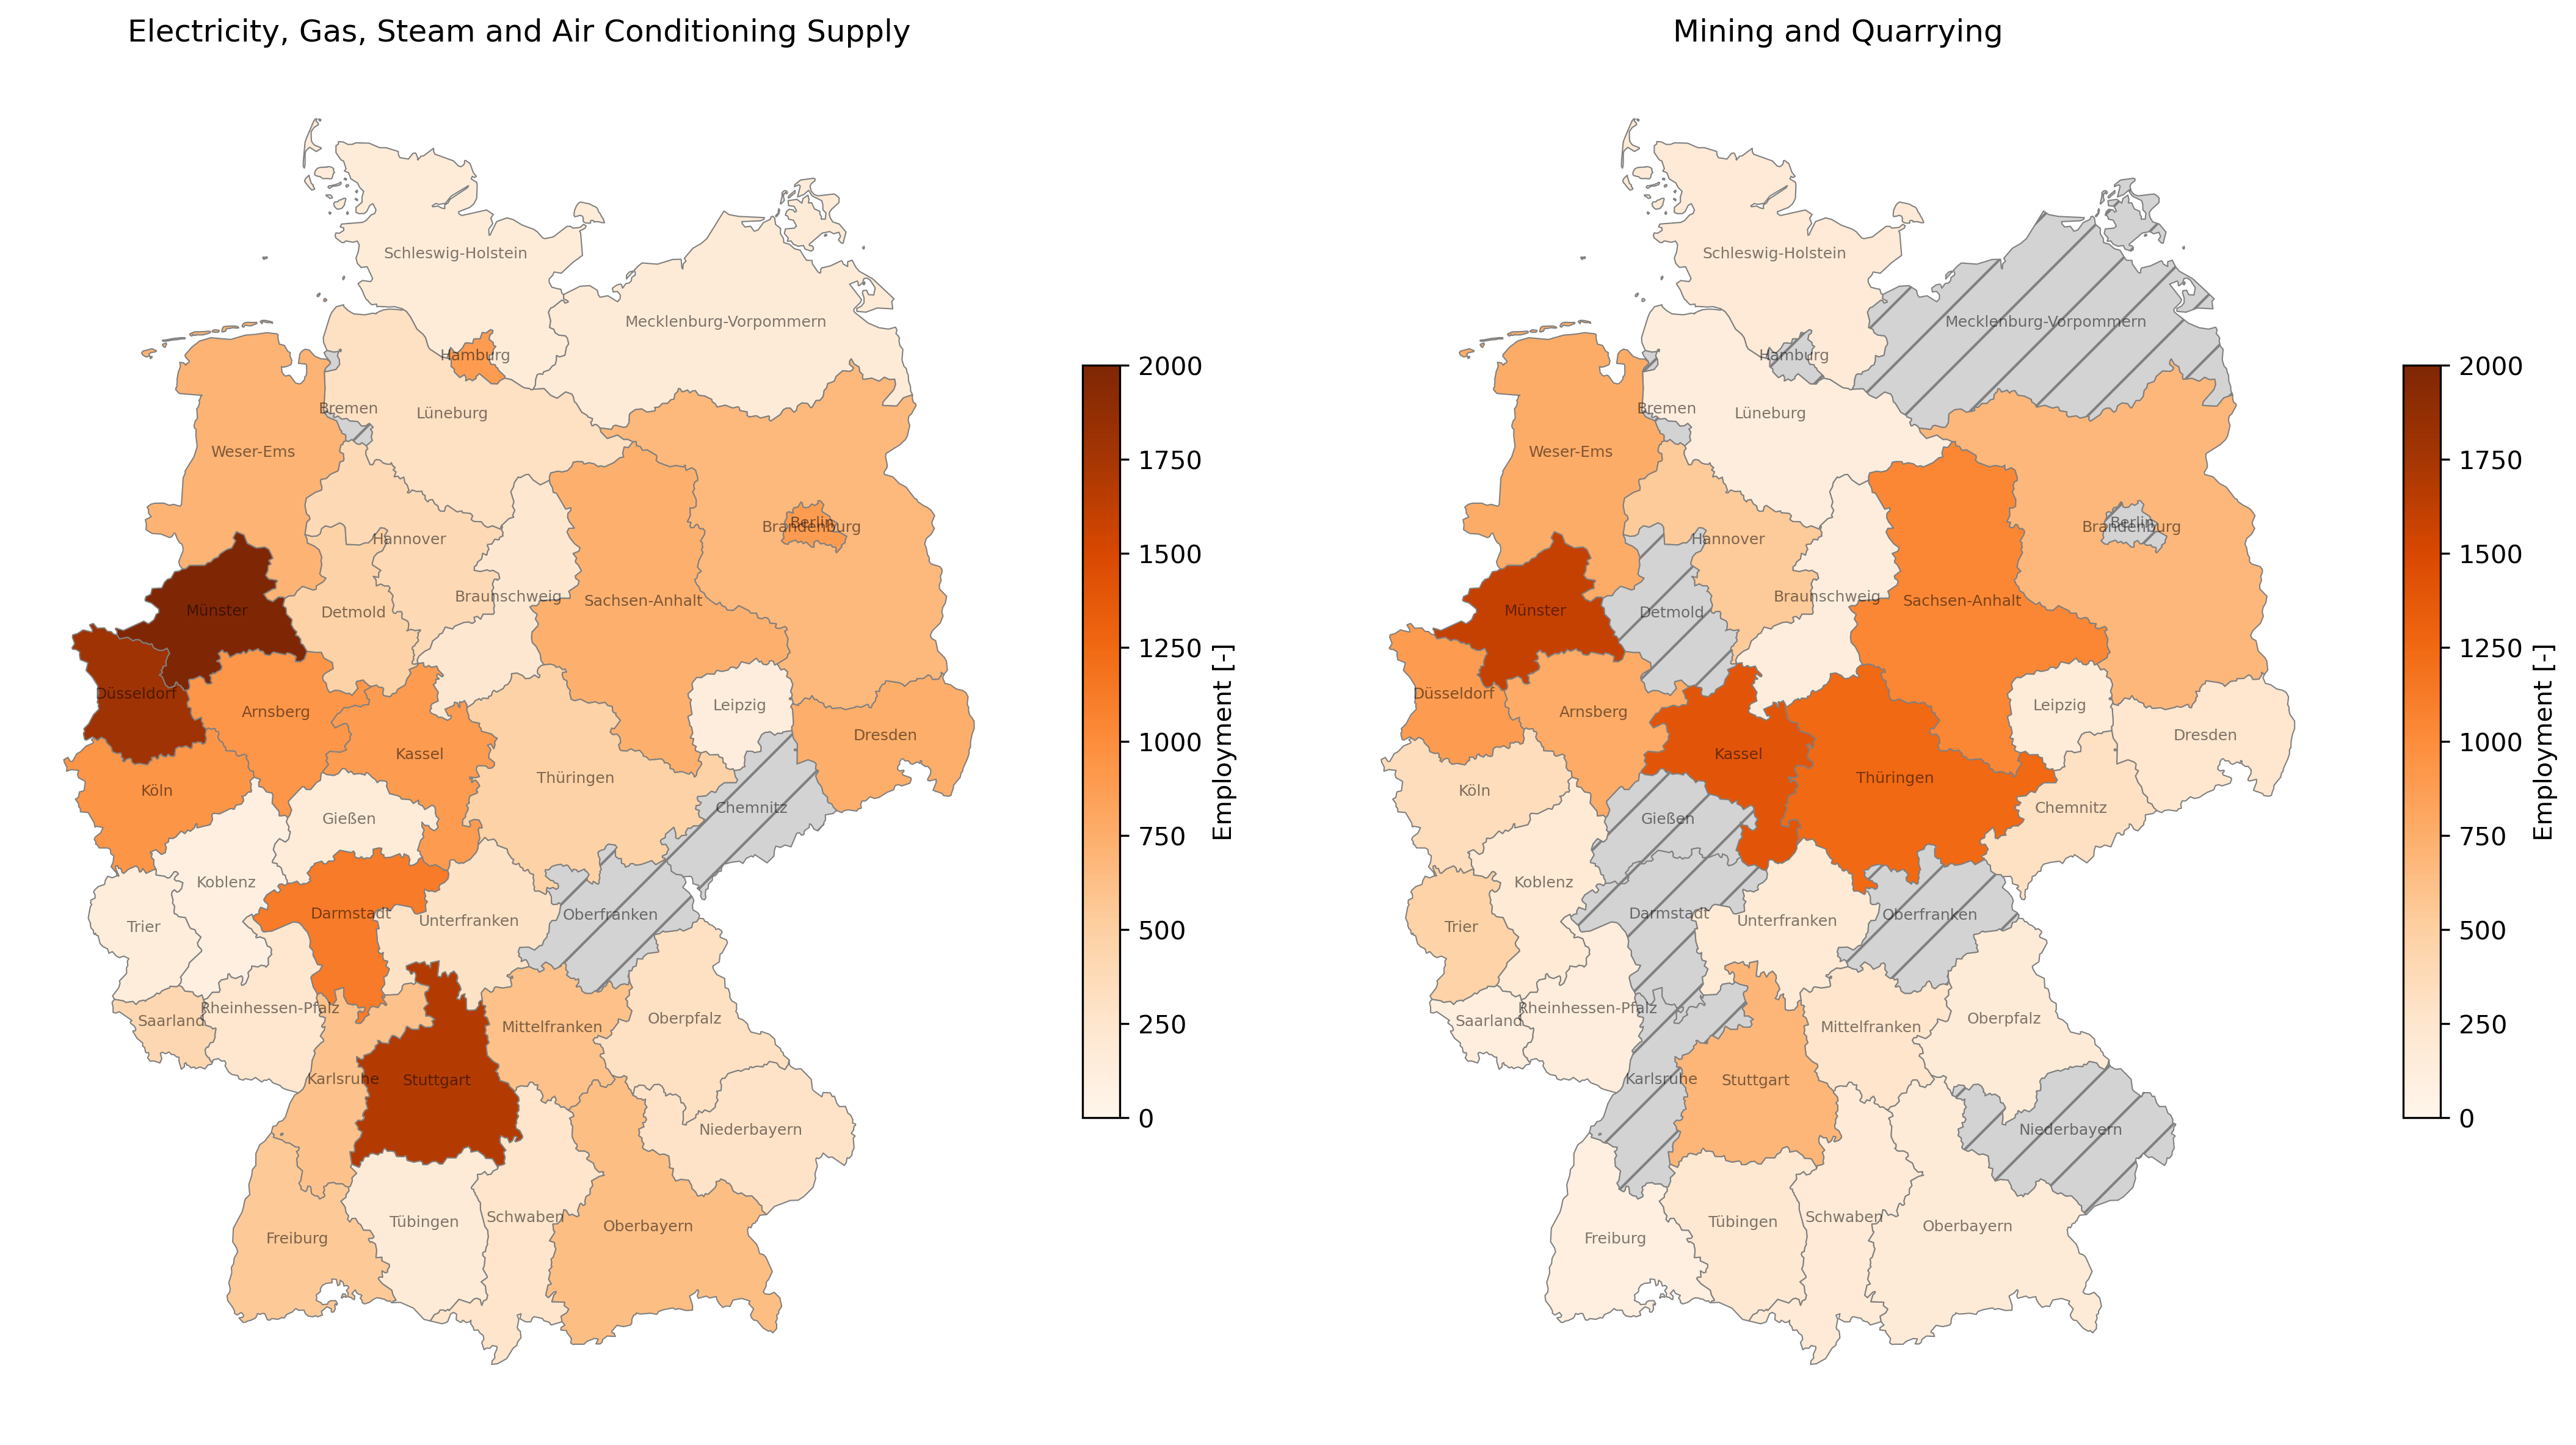 Electricity, Gas, Steam and Air Conditioning Supply
Schleswig-Holstein
Mecklenburg-Vorpommern
Hamburg
Bremen
Lüneburg
Weser-Ems
Berlin
Brandenburg
Hannover
Braunschweig
Sachsen-Anhalt
Münster
Detmold
Düsseldorf
Arnsberg
Leipzig
Dresden
Kassel
Thüringen
Köln
Chemnitz
Gießen
Koblenz
Darmstadt
Oberfranken
Unterfranken
Trier
Rheinhessen-Pfalz
Saarland
Oberpfalz
Mittelfranken
Karlsruhe
Stuttgart
Niederbayern
Schwaben
Tübingen
Oberbayern
Freiburg
2000
1750
1500
1250
1000
750
500
250
0
Employment [-]
Mining and Quarrying
Schleswig-Holstein
Mecklenburg-Vorpommern
Hamburg
Bremen
Lüneburg
Weser-Ems
Berlin
Brandenburg
Hannover
Braunschweig
Sachsen-Anhalt
Münster
Detmold
Düsseldorf
Arnsberg
Leipzig
Dresden
Kassel
Thüringen
Köln
Chemnitz
Gießen
Koblenz
Darmstadt
Oberfranken
Unterfranken
Trier
Rheinhessen-Pfalz
Saarland
Oberpfalz
Mittelfranken
Karlsruhe
Stuttgart
Niederbayern
Schwaben
Tübingen
Oberbayern
Freiburg
2000
1750
1500
1250
1000
750
500
250
0
Employment [-]